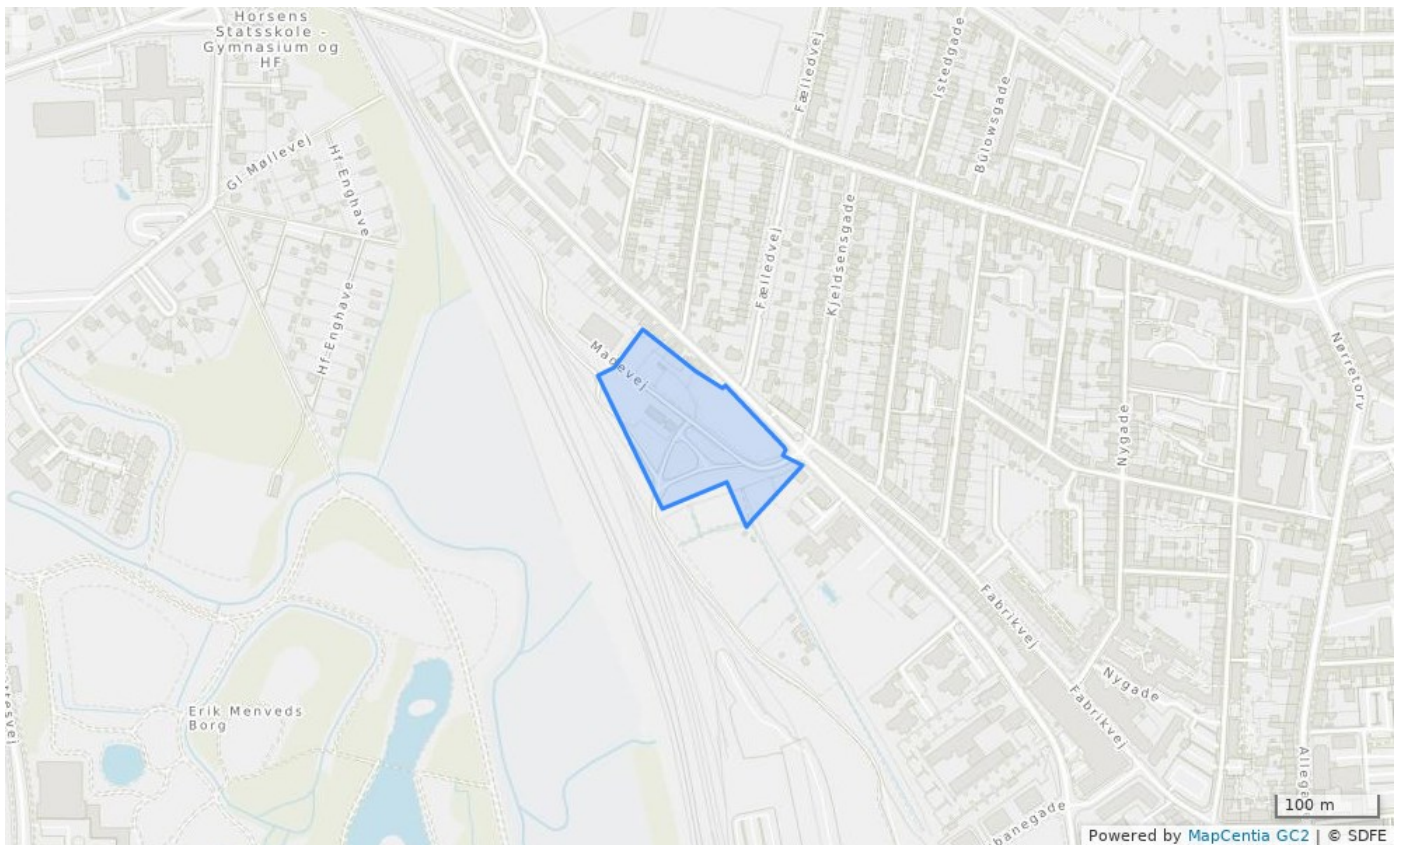 Horsens
Statsskole -
Gymnasium og
HF
Fælledvej
Istedgade
Bülowsgade
Gl Møllevej
Hf-Enghave
Fælledvej
Kjeldsensgade
Hf-Enghave
Madevej
Nørretorv
Nygade
Fabrikvej
Nygade
Fabrikvej
Erik Menveds
Borg
100 m
Powered by MapCentia GC2 | © SDFE